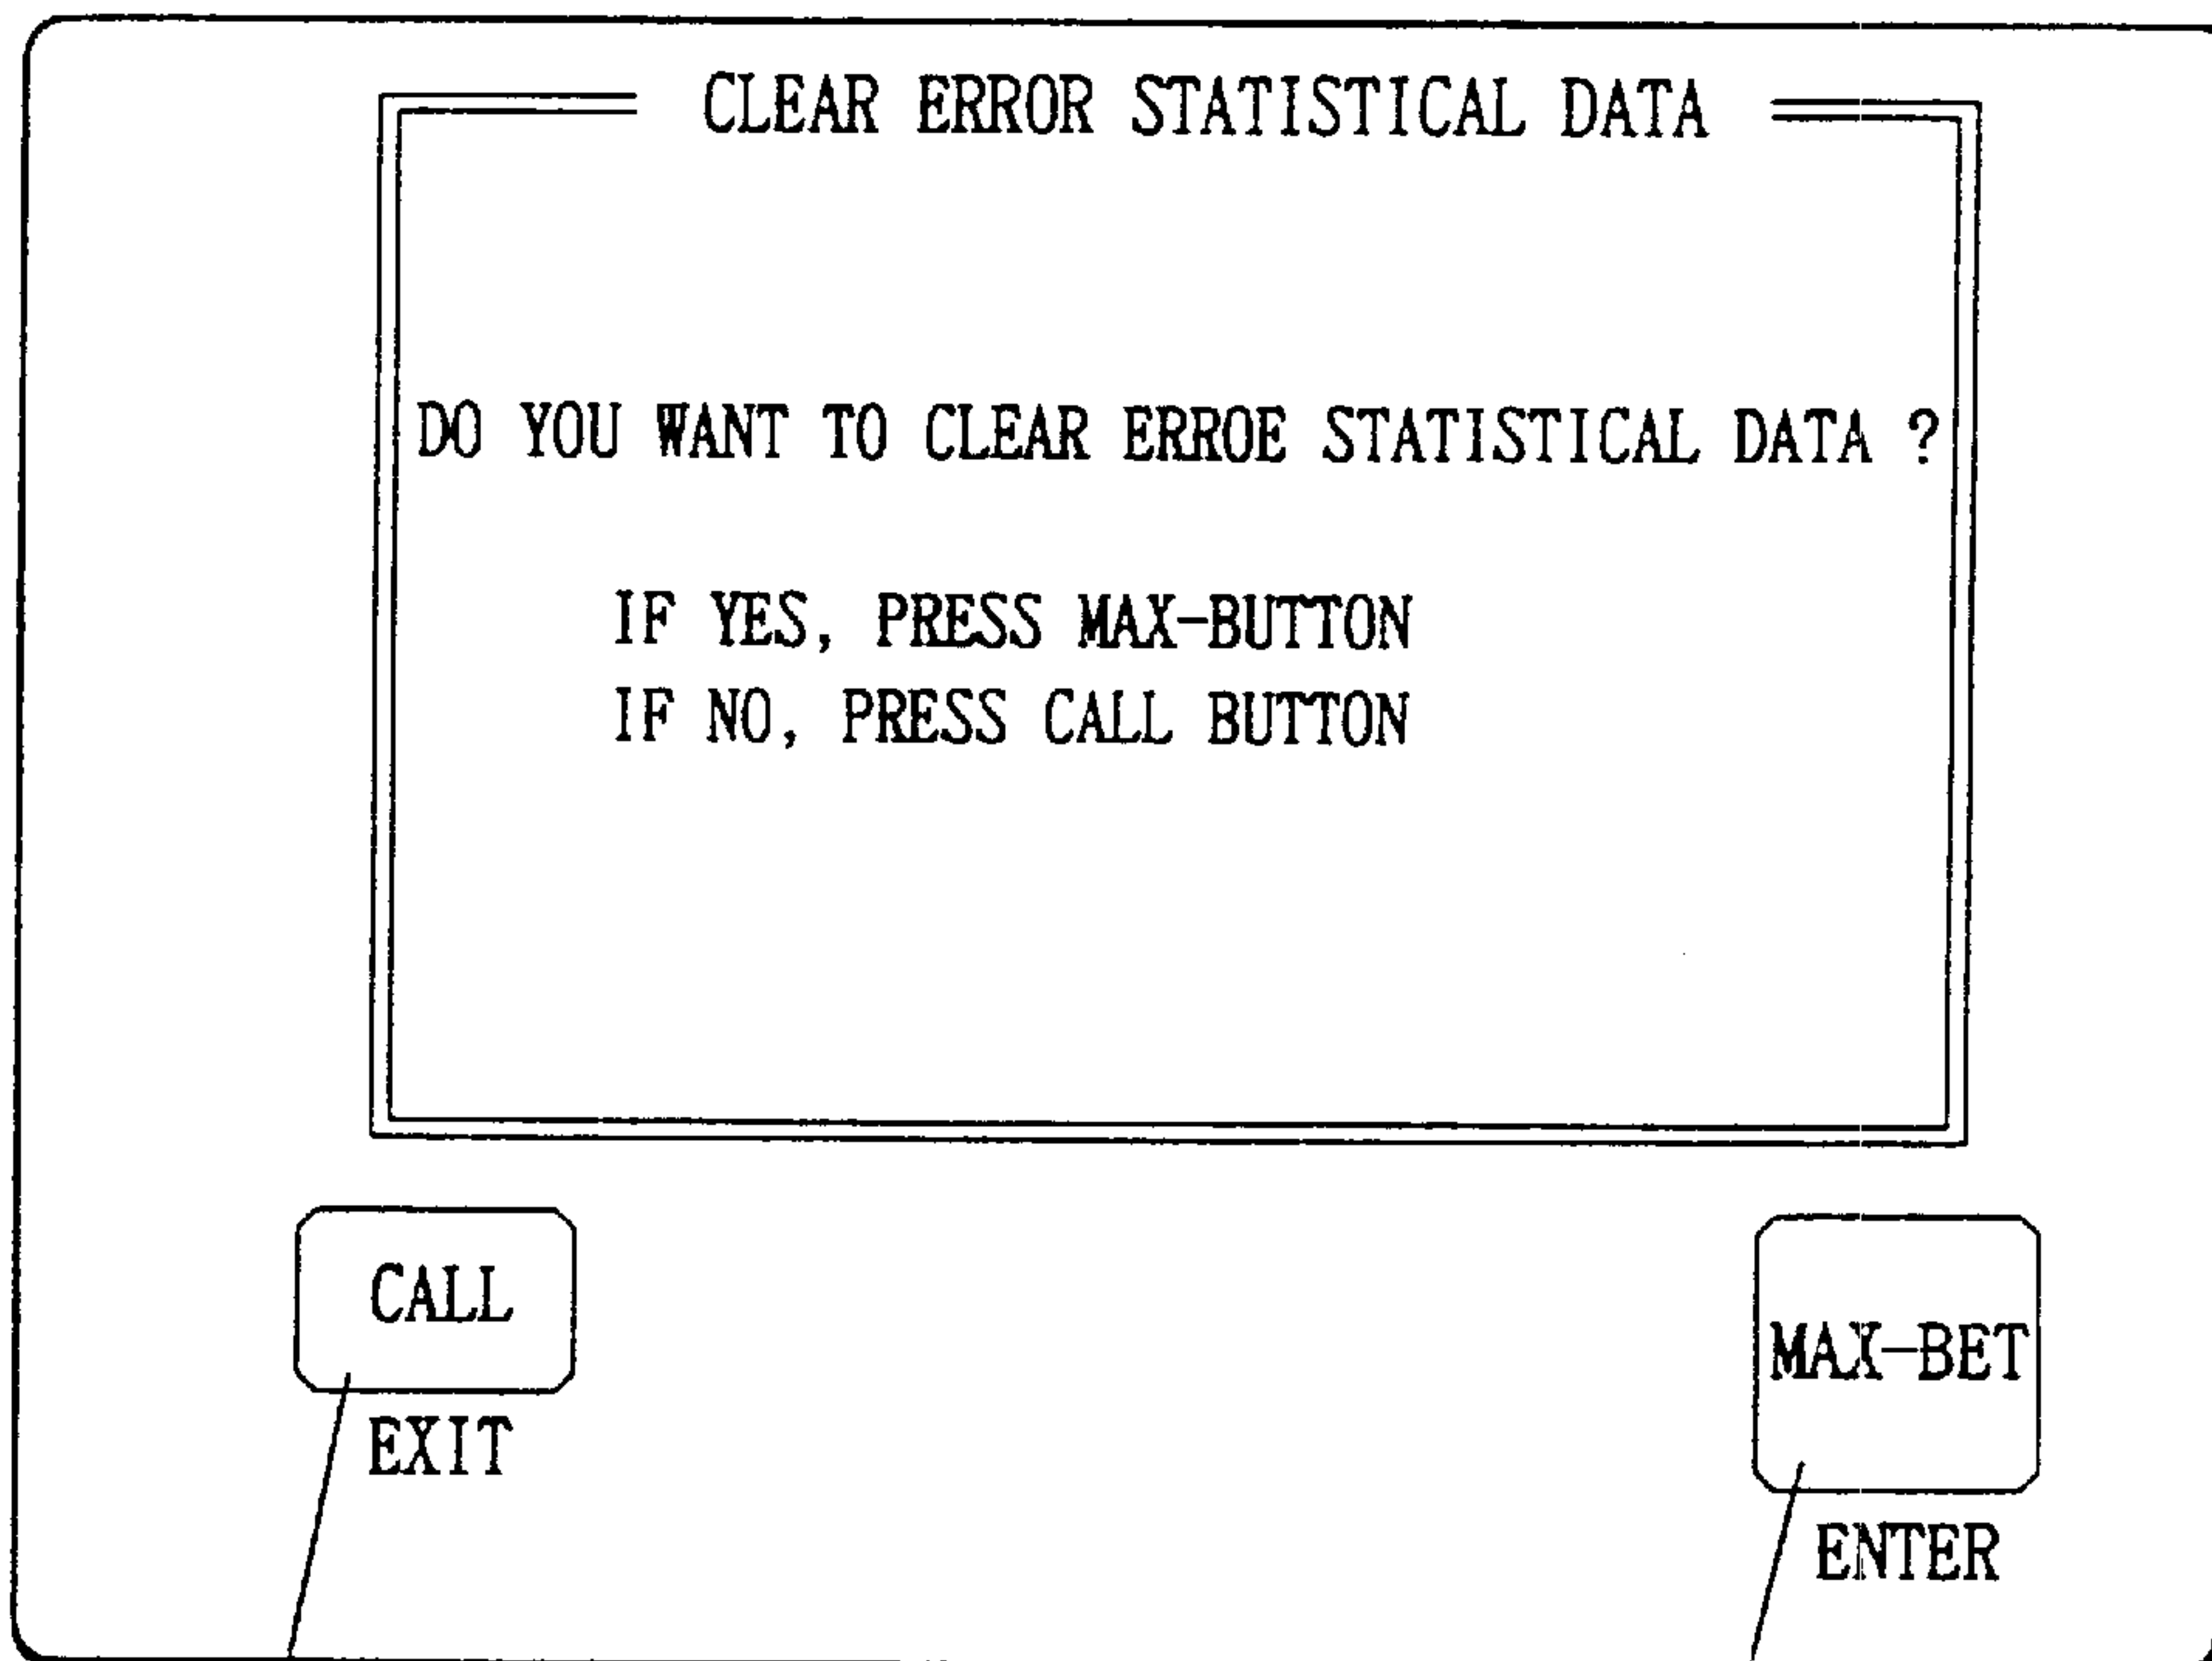 CLEAR ERROR STATISTICAL DATA
DO YOU WANT TO CLEAR ERROE STATISTICAL DATA ?
IF YES, PRESS MAX-BUTTON
IF NO, PRESS CALL BUTTON
CALL
EXIT
MAX-BET
ENTER